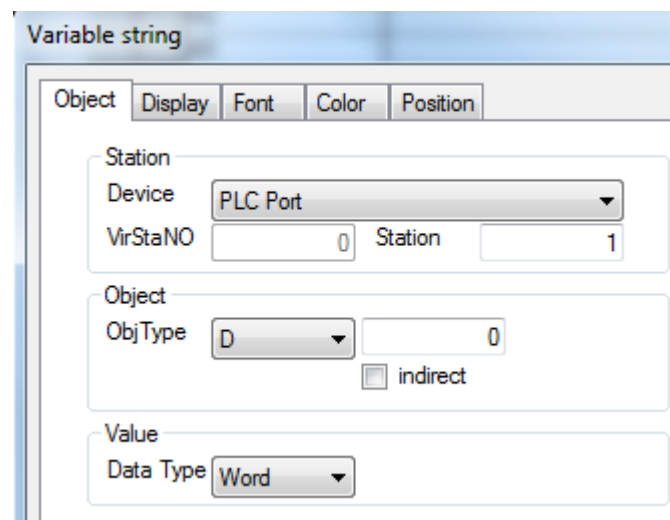 Variable string
Object Display Font Color Position
Station
Device PLC Port
VirStaNO 0 Station 1
Object
ObjType D 0
indirect
Value
Data Type Word